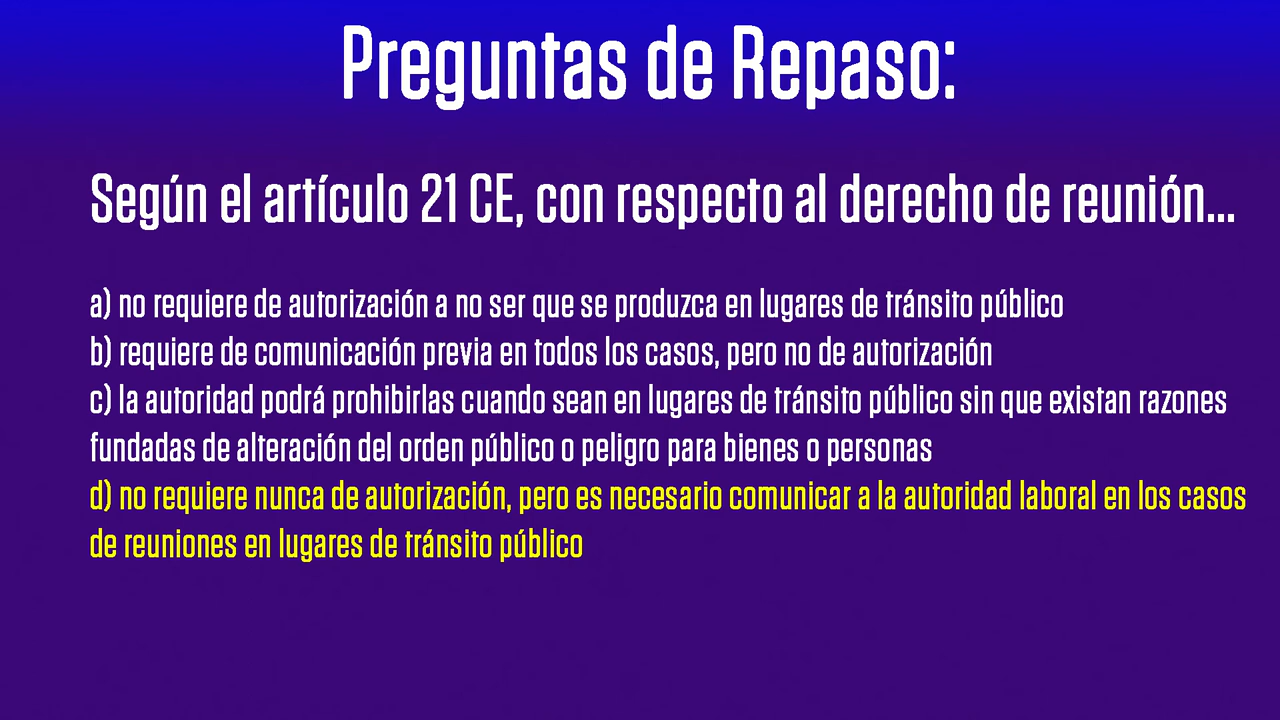 Preguntas de Repaso:
Según el artículo 21 CE, con respecto al derecho de reunión...
a) no requiere de autorización a no ser que se produzca en lugares de tránsito público
b) requiere de comunicación previa en todos los casos, pero no de autorización
c) la autoridad podrá prohibirlas cuando sean en lugares de tránsito público sin que existan razones
fundadas de alteración del orden público o peligro para bienes o personas
d) no requiere nunca de autorización, pero es necesario comunicar a la autoridad laboral en los casos
de reuniones en lugares de tránsito público